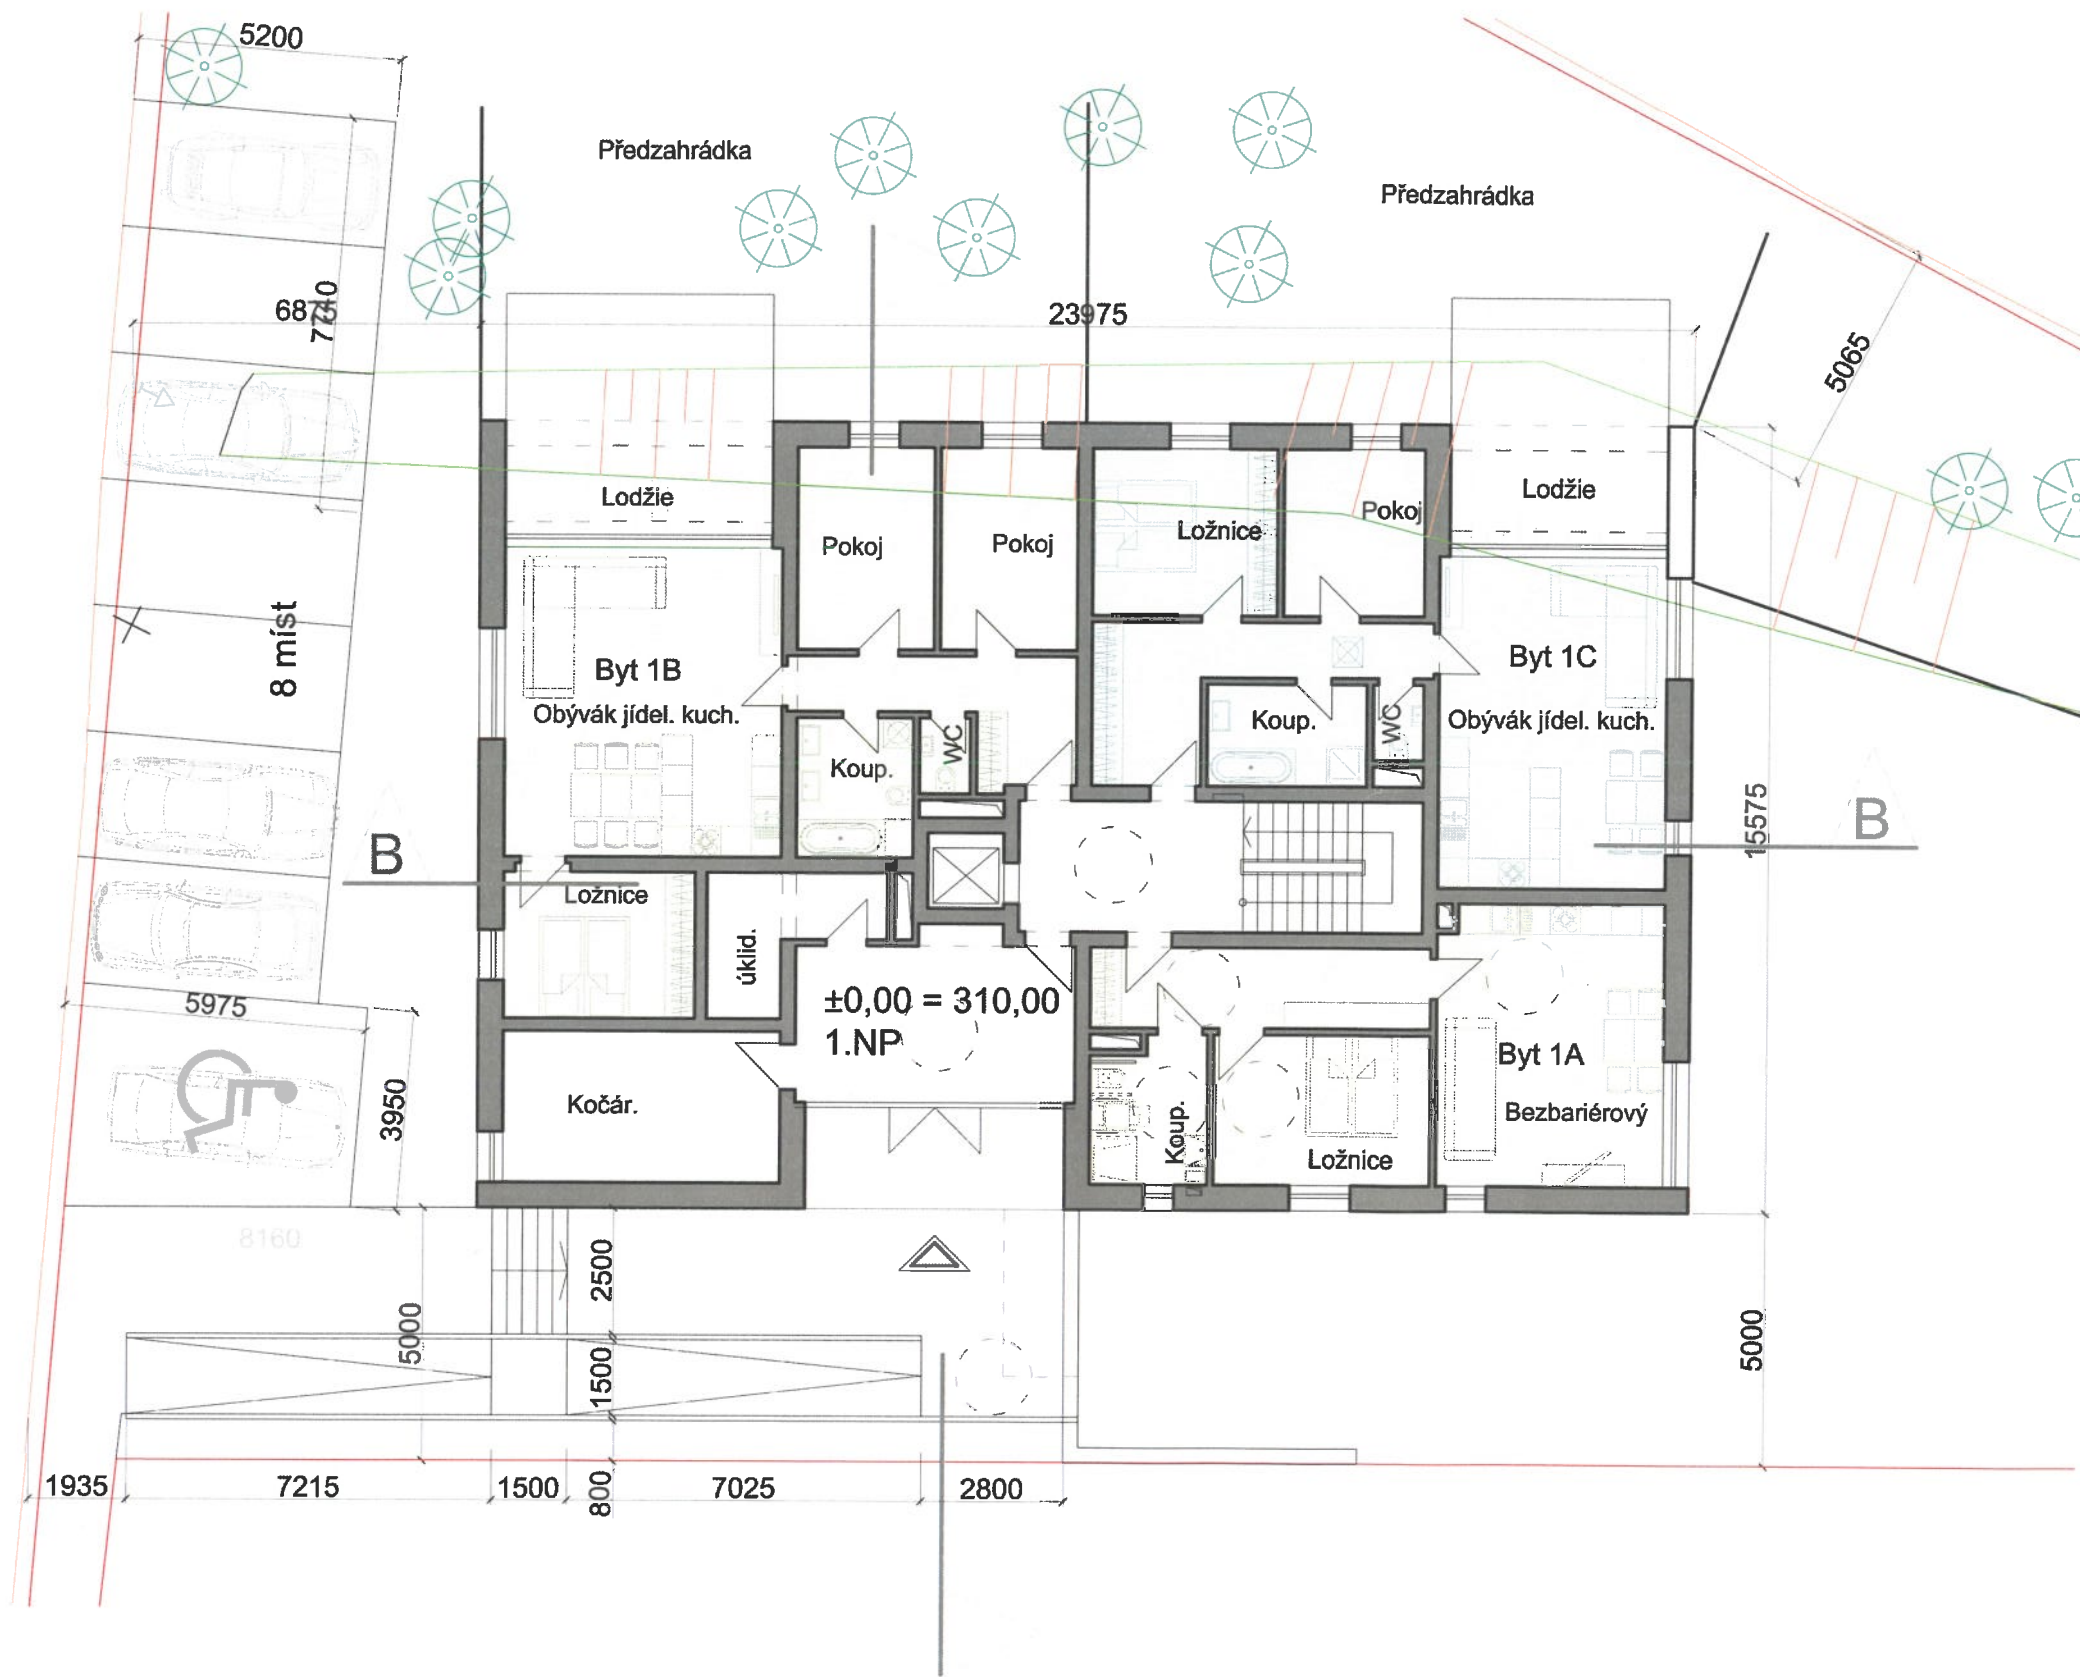 5200
Předzahrádka
Předzahrádka
23975
5065
Lodžie
Lodžie
Pokoj
Pokoj
Ložnice
Pokoj
8 míst
Byt 1B
Obývák jídel. kuch.
Byt 1C
Obývák jídel. kuch.
Koup.
WC
Koup.
WC
15575
B
B
Ložnice
úklid.
±0,00 = 310,00
1.NP
5975
3950
Kočár.
Byt 1A
Bezbariérový
Koup.
Ložnice
8160
2500
5000
1500
5000
1935
7215
1500
800
7025
2800